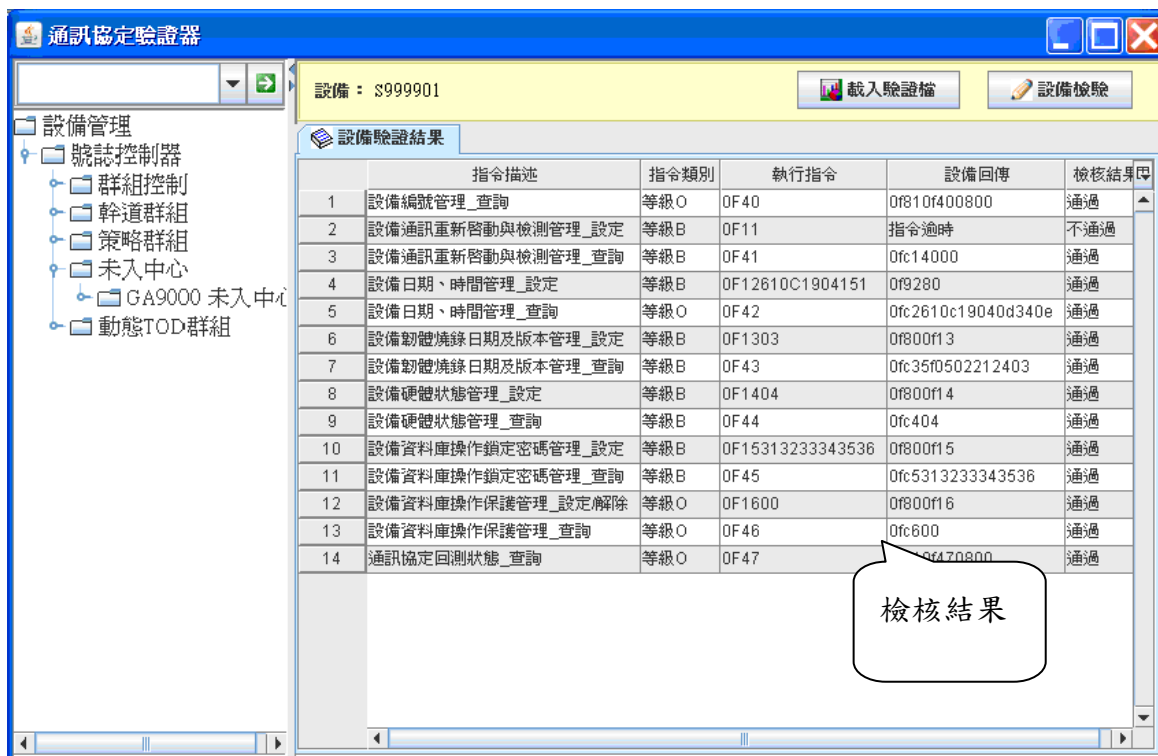 通訊協定驗證器
設備： S999901 載入驗證檔 設備檢驗
設備管理
號誌控制器
群組控制
幹道群組
策略群組
未入中心
GA9000 未入中心
動態TOD群組
設備驗證結果
指令描述 指令類別 執行指令 設備回傳 檢核結果
1 設備編號管理_查詢 等級O 0F40 0f810f400800 通過
2 設備通訊重新啓動與檢測管理_設定 等級B 0F11 指令逾時 不通過
3 設備通訊重新啓動與檢測管理_查詢 等級B 0F41 0fc14000 通過
4 設備日期、時間管理_設定 等級B 0F12610C1904151 0f9280 通過
5 設備日期、時間管理_查詢 等級O 0F42 0fc2610c19040d340e 通過
6 設備韌體燒錄日期及版本管理_設定 等級B 0F1303 0f800f13 通過
7 設備韌體燒錄日期及版本管理_查詢 等級B 0F43 0fc35f0502212403 通過
8 設備硬體狀態管理_設定 等級B 0F1404 0f800f14 通過
9 設備硬體狀態管理_查詢 等級B 0F44 0fc404 通過
10 設備資料庫操作鎖定密碼管理_設定 等級B 0F15313233343536 0f800f15 通過
11 設備資料庫操作鎖定密碼管理_查詢 等級B 0F45 0fc5313233343536 通過
12 設備資料庫操作保護管理_設定/解除 等級O 0F1600 0f800f16 通過
13 設備資料庫操作保護管理_查詢 等級O 0F46 0fc600 通過
14 通訊協定回測狀態_查詢 等級O 0F47 通過
檢核結果